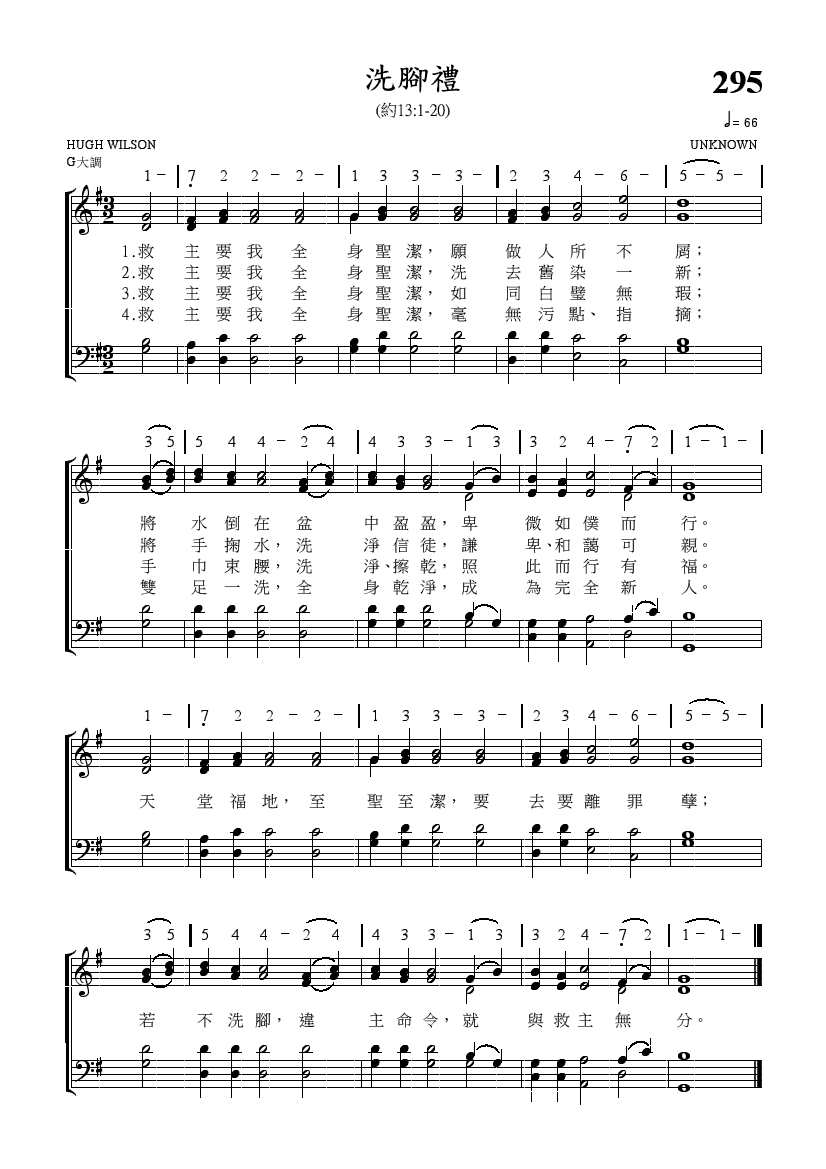 洗腳禮
295
(約13:1-20)
= 66
HUGH WILSON
UNKNOWN
G大調
1 – 7 2 2 – 2 – 1 3 3 – 3 – 2 3 4 – 6 – 5 – 5 –
3 2
1.救 主 要 我 全 身 聖 潔，願 做 人 所 不 屑；
2.救 主 要 我 全 身 聖 潔，洗 去 舊 染 一 新；
3.救 主 要 我 全 身 聖 潔，如 同 白 璧 無 瑕；
4.救 主 要 我 全 身 聖 潔，毫 無 污 點、指 摘；
3 2
3 5 5 4 4 – 2 4 4 3 3 – 1 3 3 2 4 – 7 2 1 – 1 –
將 水 倒 在 盆 中 盈 盈，卑 微 如 僕 而 行。
將 手 掬 水，洗 淨 信 徒，謙 卑、和 藹 可 親。
手 巾 束 腰，洗 淨、擦 乾，照 此 而 行 有 福。
雙 足 一 洗，全 身 乾 淨，成 為 完 全 新 人。
1 – 7 2 2 – 2 – 1 3 3 – 3 – 2 3 4 – 6 – 5 – 5 –
天 堂 福 地，至 聖 至 潔，要 去 要 離 罪 孽；
3 5 5 4 4 – 2 4 4 3 3 – 1 3 3 2 4 – 7 2 1 – 1 –
若 不 洗 腳，違 主 命 令，就 與 救 主 無 分。